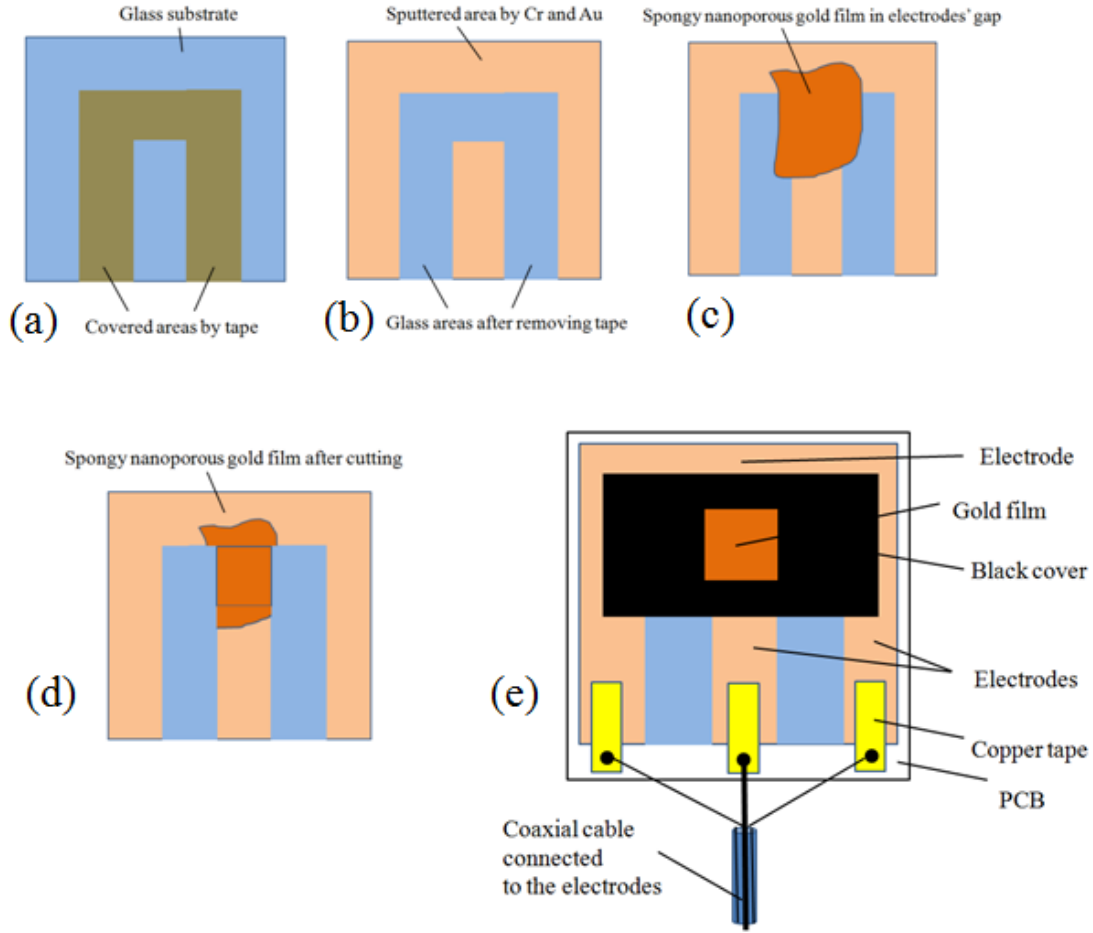 Glass substrate
Covered areas by tape
(a)
Sputtered area by Cr and Au
Glass areas after removing tape
(b)
Spongy nanoporous gold film in electrodes' gap
(c)
Spongy nanoporous gold film after cutting
(d)
Electrode
Gold film
Black cover
(e)
Electrodes
Copper tape
PCB
Coaxial cable
connected
to the electrodes